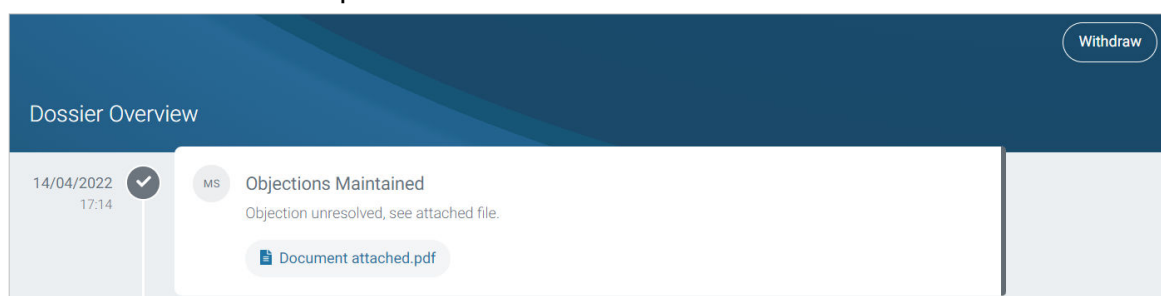 Withdraw
Dossier Overview
14/04/2022
17:14
MS
Objections Maintained
Objection unresolved, see attached file.
Document attached.pdf